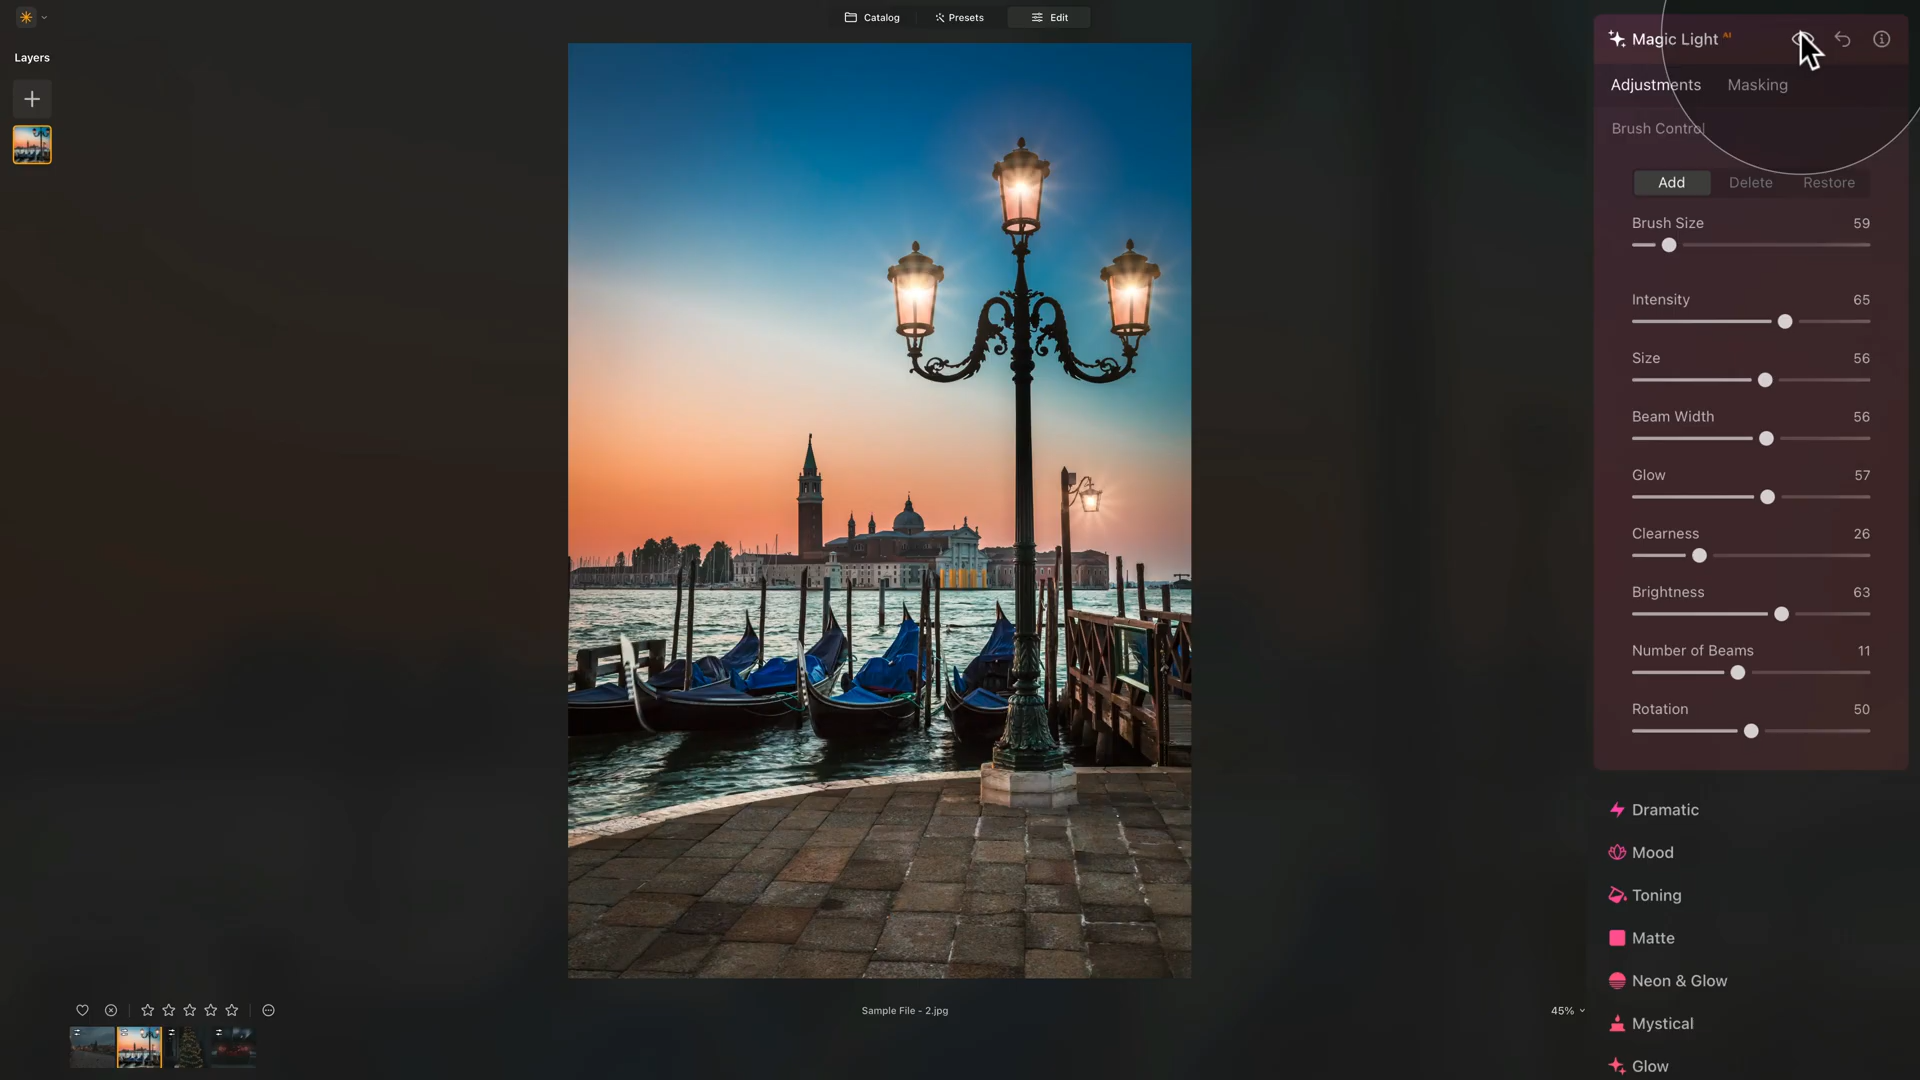 Catalog
Presets
Edit
Layers
Magic Light AI
Adjustments
Masking
Brush Control
Add
Delete
Restore
Brush Size 59
Intensity 65
Size 56
Beam Width 56
Glow 57
Clearness 26
Brightness 63
Number of Beams 11
Rotation 50
Dramatic
Mood
Toning
Matte
Neon & Glow
Mystical
Glow
Sample File - 2.jpg
45%